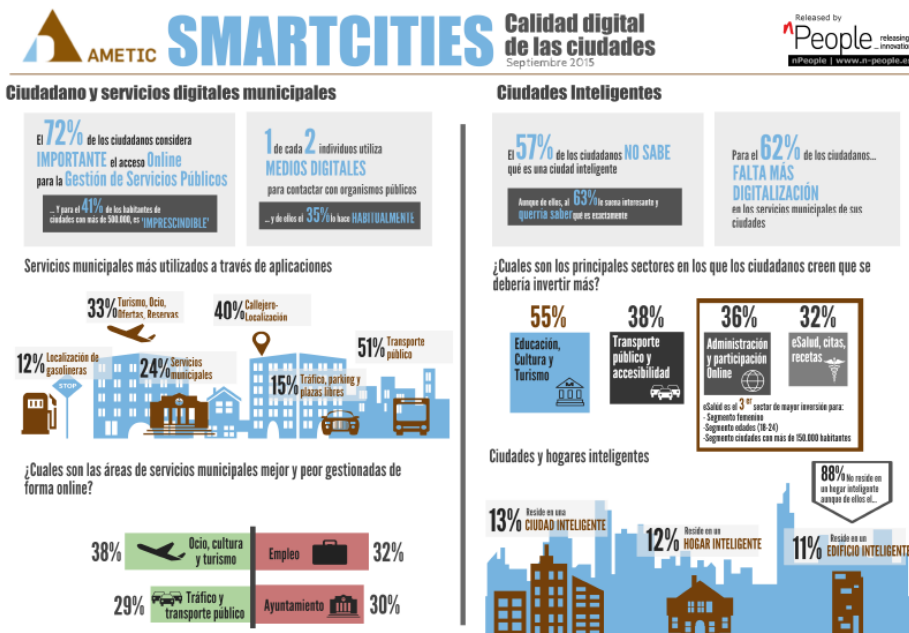 AMETIC
SMARTCITIES
Calidad digital
de las ciudades
Septiembre 2015
Released by
nPeople
releasing
... innovation
nPeople | www.n-people.es
Ciudadano y servicios digitales municipales
El 72% de los ciudadanos considera
IMPORTANTE el acceso Online
para la Gestión de Servicios Públicos
... Y para el 41% de los habitantes de
ciudades con más de 500.000, es 'IMPRESCINDIBLE'
1 de cada 2 individuos utiliza
MEDIOS DIGITALES
para contactar con organismos públicos
... y de ellos el 35% lo hace HABITUALMENTE
Servicios municipales más utilizados a través de aplicaciones
33% Turismo, Ocio,
Ofertas, Reservas
40% Callejero-
Localización
12% Localización de
gasolineras
24% Servicios
municipales
51% Transporte
público
15% Tráfico, parking y
plazas libres
STOP
¿Cuales son las áreas de servicios municipales mejor y peor gestionadas de
forma online?
38%
Ocio, cultura
y turismo
Empleo
32%
29%
Tráfico y
transporte público
Ayuntamiento
30%
Ciudades Inteligentes
El 57% de los ciudadanos NO SABE
qué es una ciudad inteligente
Aunque de ellos, al 63% lo suena interesante y
querría saber qué es exactamente
Para el 62% de los ciudadanos...
FALTA MÁS
DIGITALIZACIÓN
en los servicios municipales de sus
ciudades
¿Cuales son los principales sectores en los que los ciudadanos creen que se
debería invertir más?
55%
Educación,
Cultura y
Turismo
38%
Transporte
público y
accesibilidad
36%
Administración
y participación
Online
32%
eSalud, citas,
recetas
eSalud es el 3er sector de mayor inversión para:
- Segmento femenino
- Segmento edades (18-24)
-Segmento ciudades con más de 150.000 habitantes
Ciudades y hogares inteligentes
88% No reside en
un hogar inteligente
aunque de ellos el...
13% Reside en una
CIUDAD INTELIGENTE
12% Reside en un
HOGAR INTELIGENTE
11% Reside en un
EDIFICIO INTELIGENTE